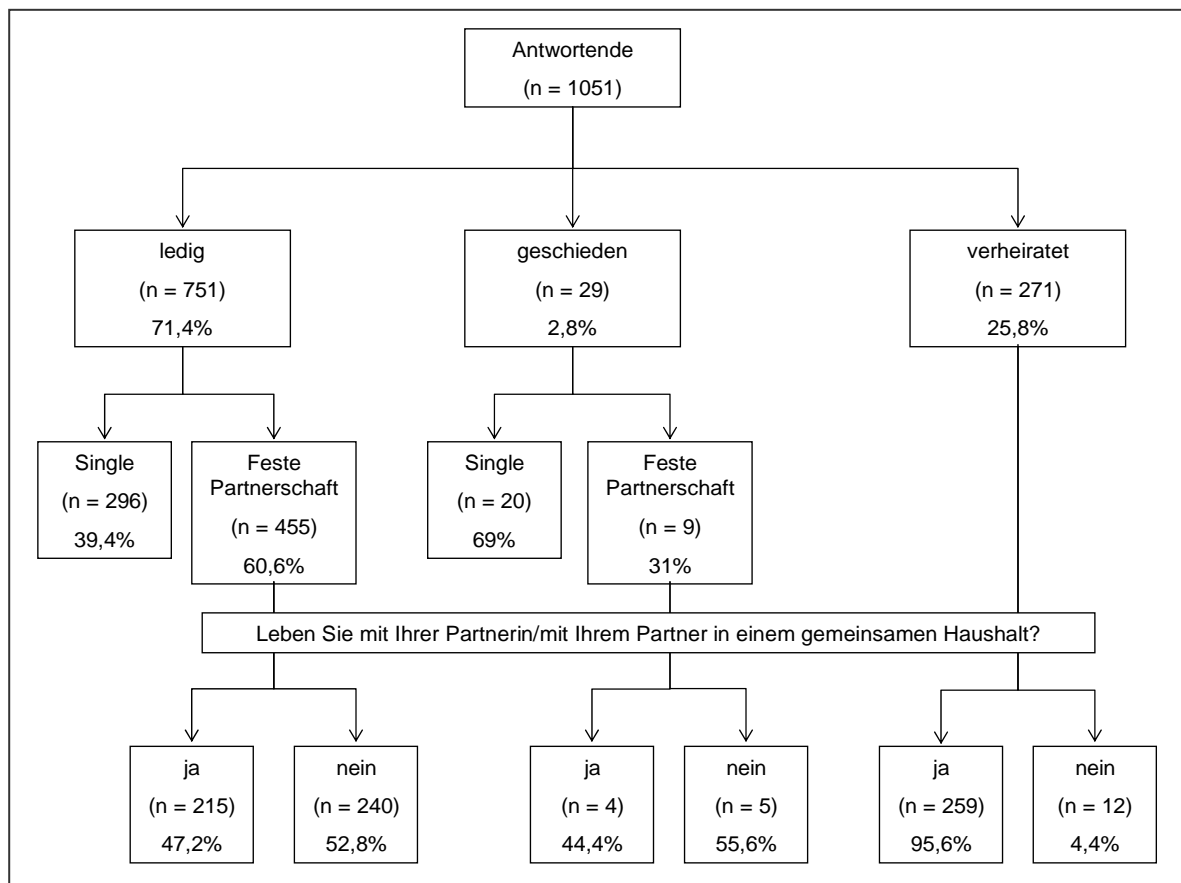 Antwortende
(n = 1051)
ledig
(n = 751)
71,4%
geschieden
(n = 29)
2,8%
verheiratet
(n = 271)
25,8%
Single
(n = 296)
39,4%
Feste
Partnerschaft
(n = 455)
60,6%
Single
(n = 20)
69%
Feste
Partnerschaft
(n = 9)
31%
Leben Sie mit Ihrer Partnerin/mit Ihrem Partner in einem gemeinsamen Haushalt?
ja
(n = 215)
47,2%
nein
(n = 240)
52,8%
ja
(n = 4)
44,4%
nein
(n = 5)
55,6%
ja
(n = 259)
95,6%
nein
(n = 12)
4,4%